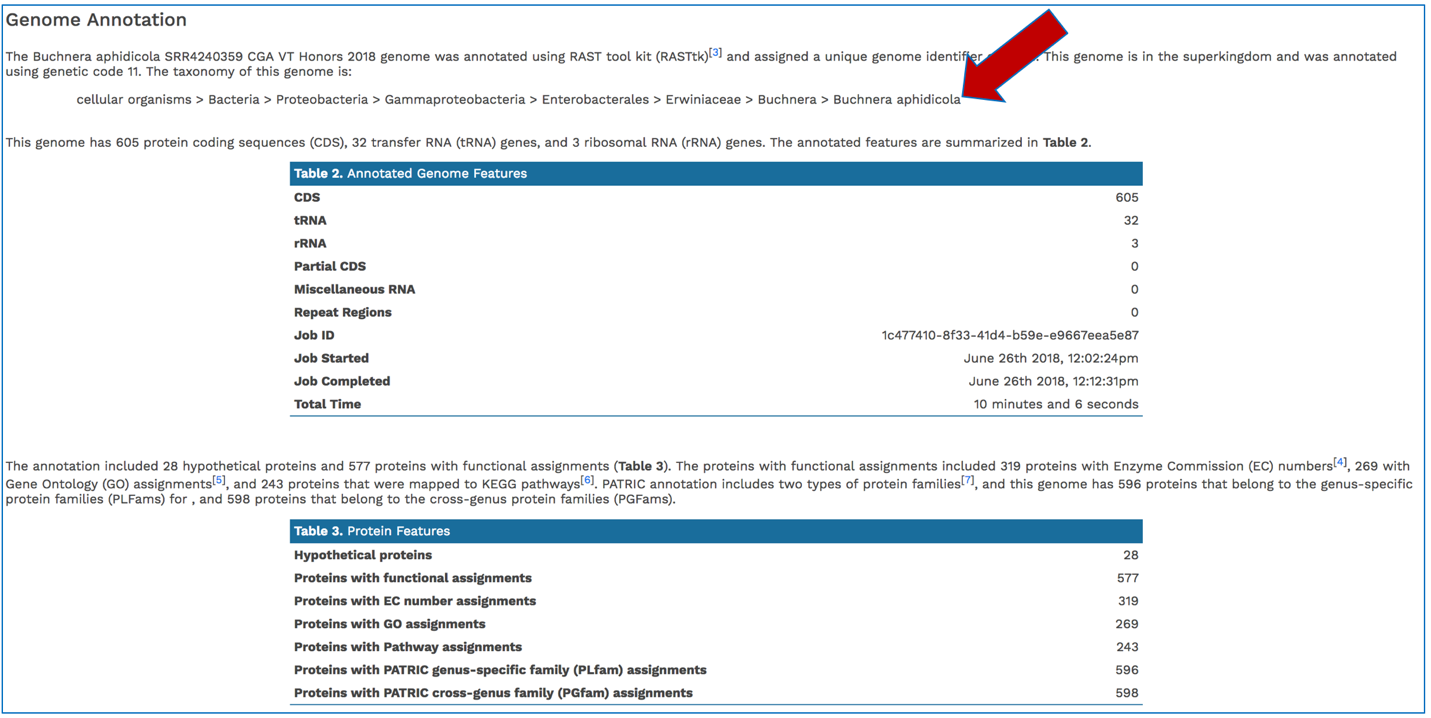 Genome Annotation
The Buchnera aphidicola SRR4240359 CGA VT Honors 2018 genome was annotated using RAST tool kit (RASTtk)[3] and assigned a unique genome identifier This genome is in the superkingdom and was annotated
using genetic code 11. The taxonomy of this genome is:
cellular organisms > Bacteria > Proteobacteria > Gammaproteobacteria > Enterobacterales > Erwiniaceae > Buchnera > Buchnera aphidicola
This genome has 605 protein coding sequences (CDS), 32 transfer RNA (tRNA) genes, and 3 ribosomal RNA (rRNA) genes. The annotated features are summarized in Table 2.
Table 2. Annotated Genome Features
CDS 605
tRNA 32
rRNA 3
Partial CDS 0
Miscellaneous RNA 0
Repeat Regions 0
Job ID 1c477410-8f33-41d4-b59e-e9667eea5e87
Job Started June 26th 2018, 12:02:24pm
Job Completed June 26th 2018, 12:12:31pm
Total Time 10 minutes and 6 seconds
The annotation included 28 hypothetical proteins and 577 proteins with functional assignments (Table 3). The proteins with functional assignments included 319 proteins with Enzyme Commission (EC) numbers[4], 269 with
Gene Ontology (GO) assignments[5], and 243 proteins that were mapped to KEGG pathways[6]. PATRIC annotation includes two types of protein families[7], and this genome has 596 proteins that belong to the genus-specific
protein families (PLFams) for , and 598 proteins that belong to the cross-genus protein families (PGFams).
Table 3. Protein Features
Hypothetical proteins 28
Proteins with functional assignments 577
Proteins with EC number assignments 319
Proteins with GO assignments 269
Proteins with Pathway assignments 243
Proteins with PATRIC genus-specific family (PLfam) assignments 596
Proteins with PATRIC cross-genus family (PGfam) assignments 598